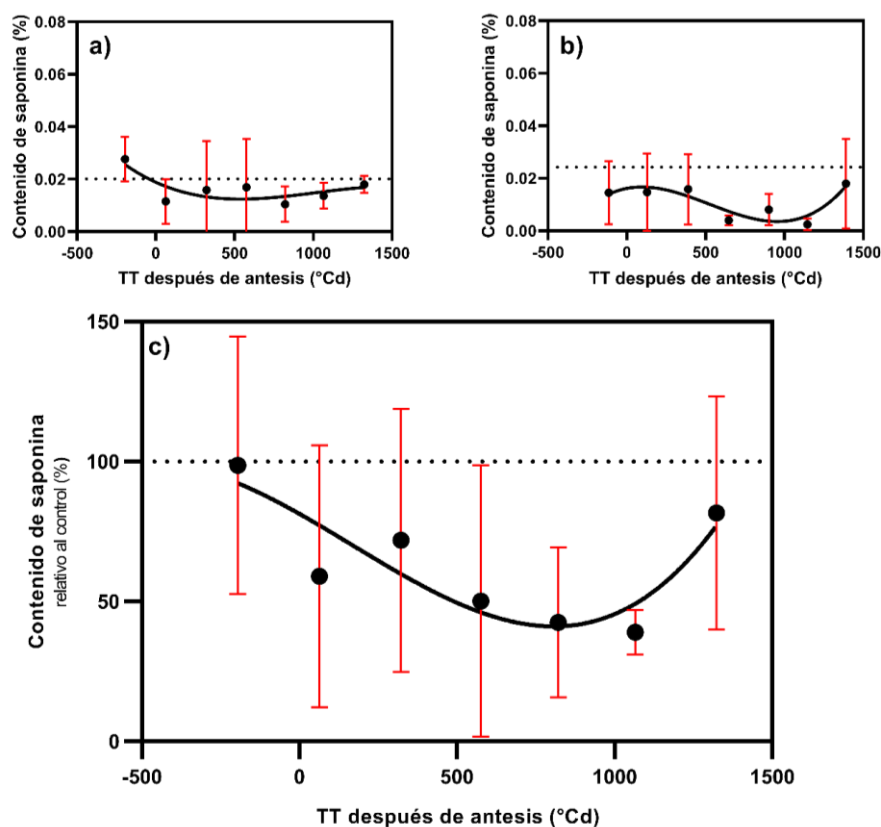 a)
Contenido de saponina (%)
0.08
0.06
0.04
0.02
0.00
-500 0 500 1000 1500
TT después de antesis (°Cd)
b)
Contenido de saponina (%)
0.08
0.06
0.04
0.02
0.00
-500 0 500 1000 1500
TT después de antesis (°Cd)
c)
Contenido de saponina
relativo al control (%)
150
100
50
0
-500 0 500 1000 1500
TT después de antesis (°Cd)